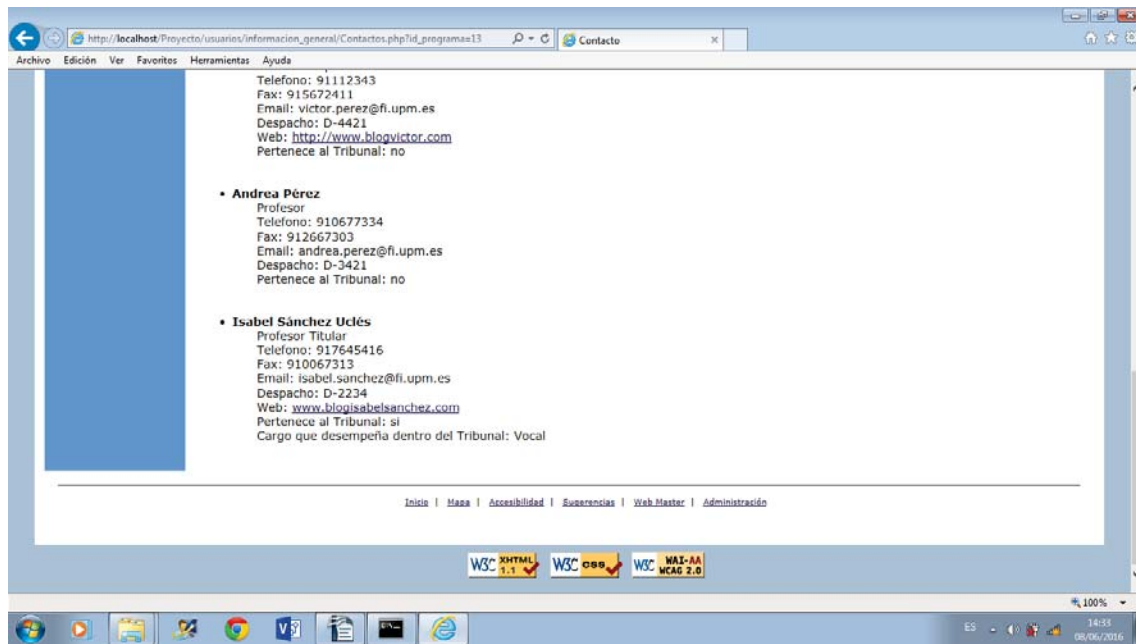 http://localhost/Proyecto/usuarios/informacion_general/Contactos.php?id_programa=13
Contacto
Archivo Edición Ver Favoritos Herramientas Ayuda
Telefono: 91112343
Fax: 915672411
Email: victor.perez@fi.upm.es
Despacho: D-4421
Web: http://www.blogvictor.com
Pertenece al Tribunal: no
• Andrea Pérez
Profesor
Telefono: 910677334
Fax: 912667303
Email: andrea.perez@fi.upm.es
Despacho: D-3421
Pertenece al Tribunal: no
• Isabel Sánchez Uclés
Profesor Titular
Telefono: 917645416
Fax: 910067313
Email: isabel.sanchez@fi.upm.es
Despacho: D-2234
Web: www.blogisabelsanchez.com
Pertenece al Tribunal: si
Cargo que desempeña dentro del Tribunal: Vocal
Inicio | Mapa | Accesibilidad | Sugerencias | Web Master | Administración
W3C XHTML 1.1 W3C css W3C WAI-AA WCAG 2.0
100%
ES 14:33
08/06/2016